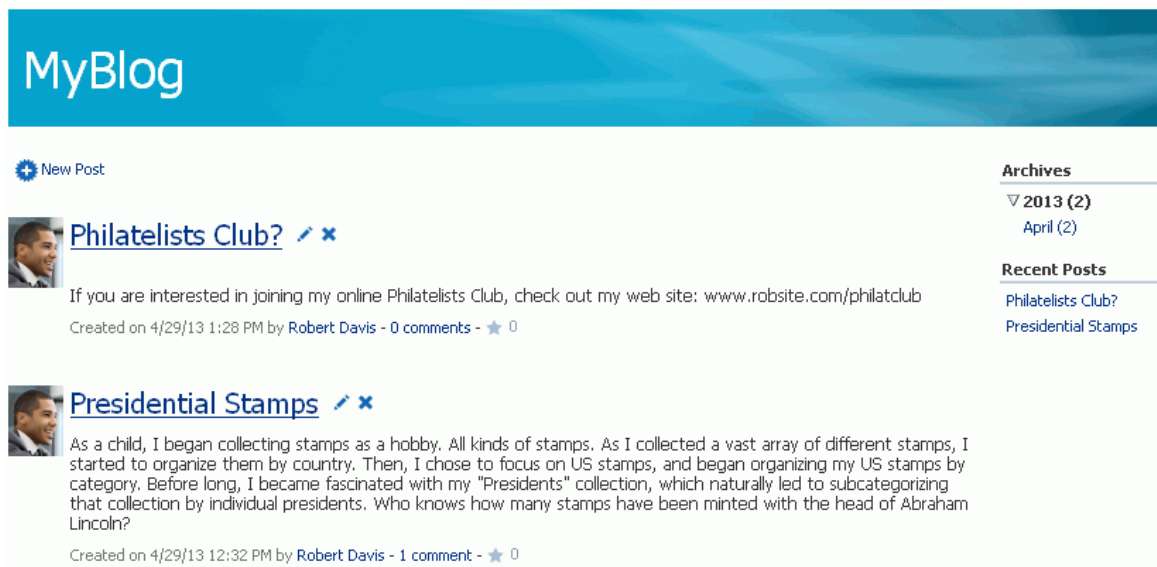 MyBlog
New Post
Philatelists Club?
If you are interested in joining my online Philatelists Club, check out my web site: www.robsite.com/philatclub
Created on 4/29/13 1:28 PM by Robert Davis - 0 comments - 0
Presidential Stamps
As a child, I began collecting stamps as a hobby. All kinds of stamps. As I collected a vast array of different stamps, I
started to organize them by country. Then, I chose to focus on US stamps, and began organizing my US stamps by
category. Before long, I became fascinated with my "Presidents" collection, which naturally led to subcategorizing
that collection by individual presidents. Who knows how many stamps have been minted with the head of Abraham
Lincoln?
Created on 4/29/13 12:32 PM by Robert Davis - 1 comment - 0
Archives
2013 (2)
April (2)
Recent Posts
Philatelists Club?
Presidential Stamps